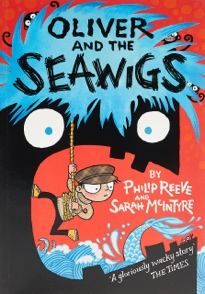 OLIVER
AND THE
SEAWIGS
BY
PHILIP REEVE
AND
SARAH McINTYRE
'A gloriously wacky story'
THE TIMES